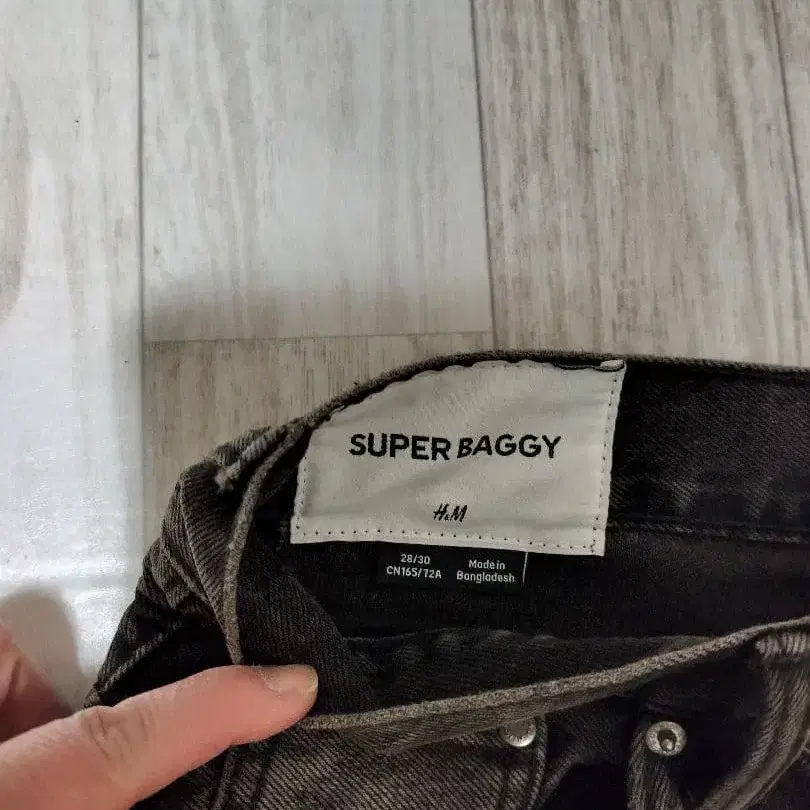 SUPER BAGGY
H&M
28/30
CN165/72A
Made in
Bangladesh